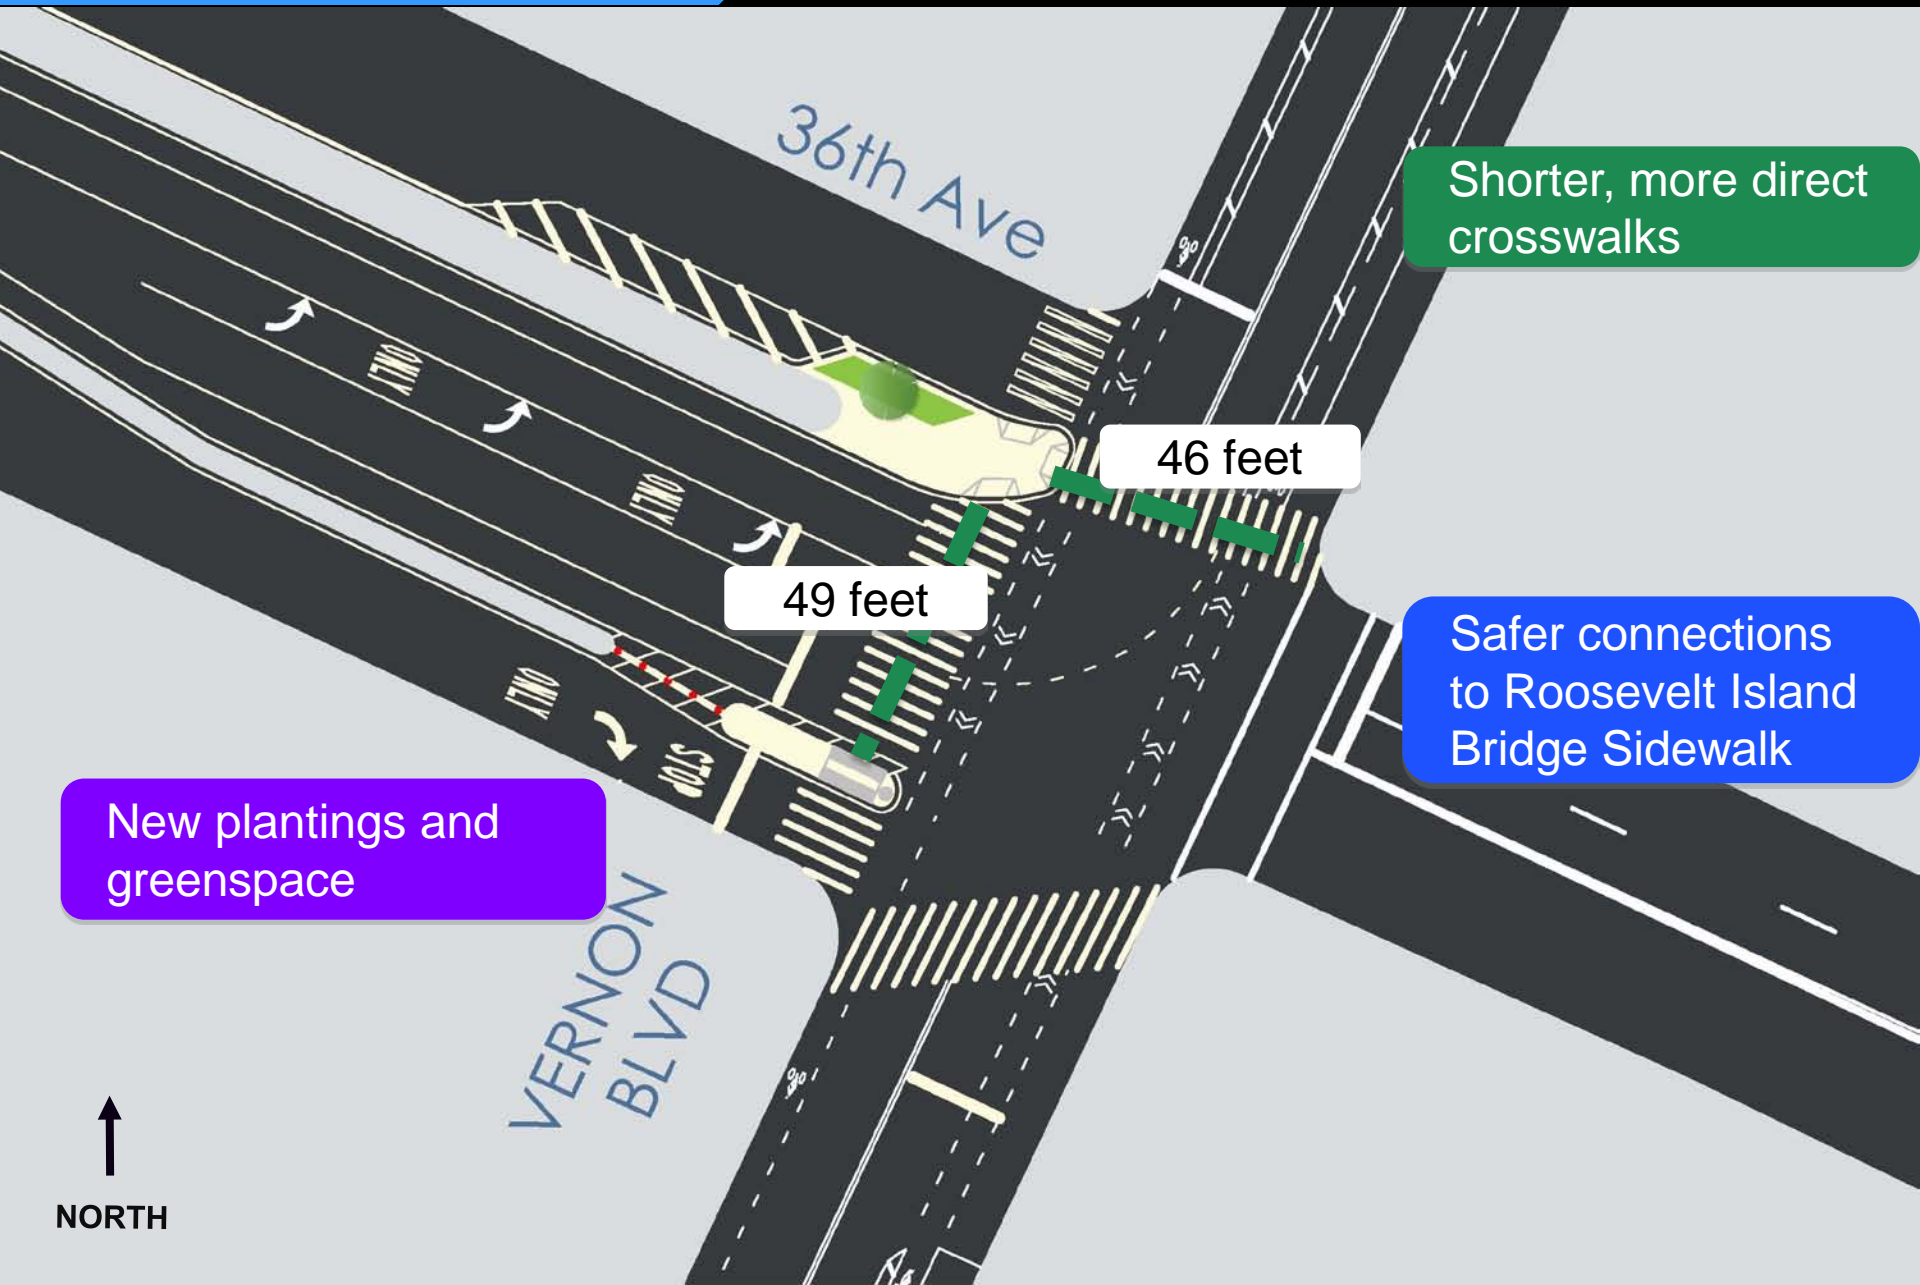 36th Ave
Shorter, more direct
crosswalks
ONLY
46 feet
ONLY
49 feet
Safer connections
to Roosevelt Island
Bridge Sidewalk
ONLY
STOP
New plantings and
greenspace
VERNON
BLVD
NORTH